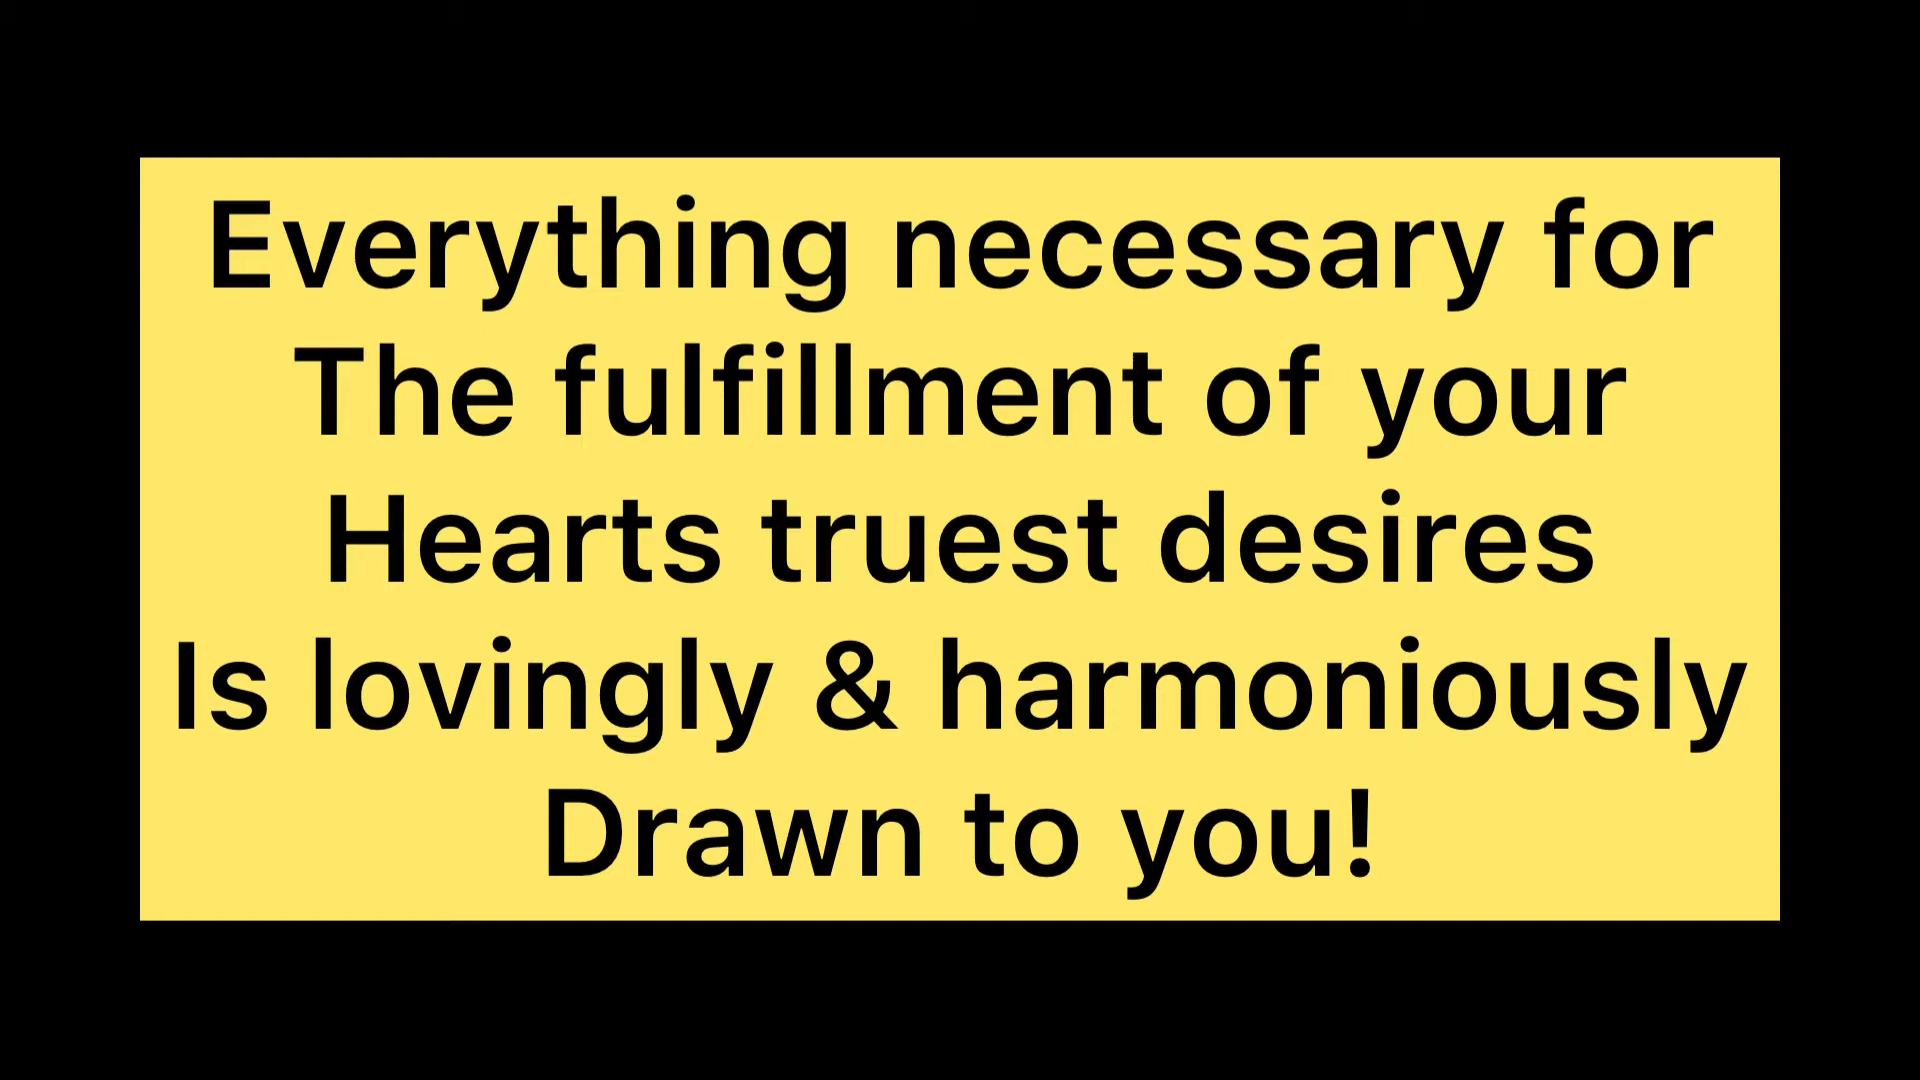 Everything necessary for
The fulfillment of your
Hearts truest desires
Is lovingly & harmoniously
Drawn to you!